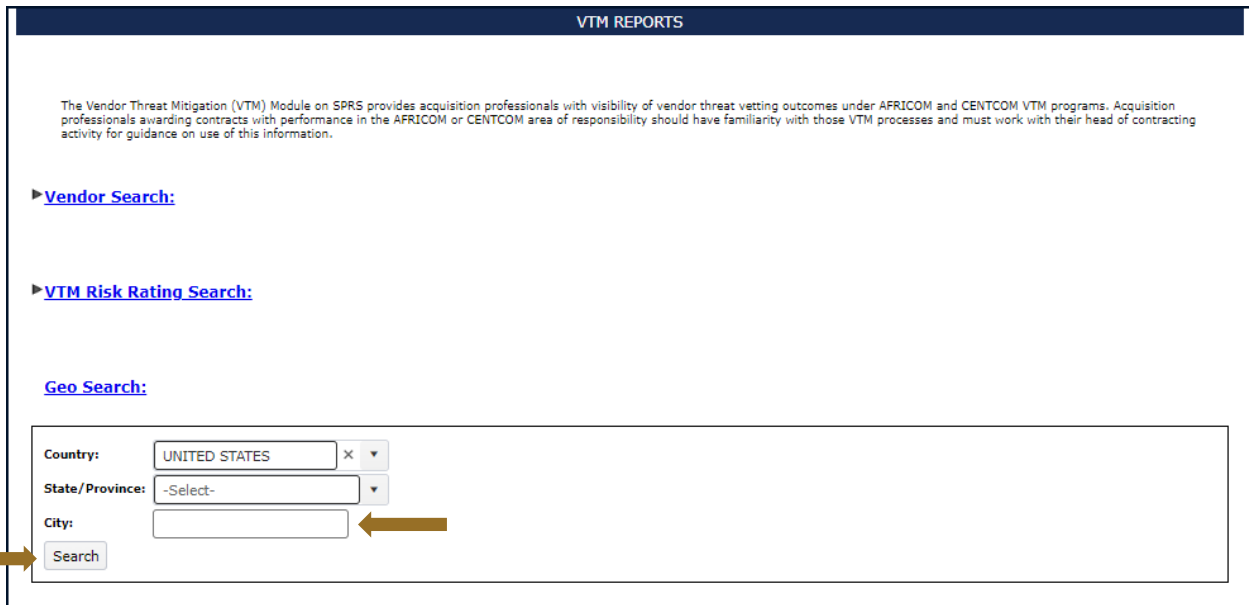 VTM REPORTS
The Vendor Threat Mitigation (VTM) Module on SPRS provides acquisition professionals with visibility of vendor threat vetting outcomes under AFRICOM and CENTCOM VTM programs. Acquisition
professionals awarding contracts with performance in the AFRICOM or CENTCOM area of responsibility should have familiarity with those VTM processes and must work with their head of contracting
activity for guidance on use of this information.
Vendor Search:
VTM Risk Rating Search:
Geo Search:
Country: UNITED STATES
State/Province: -Select-
City:
Search